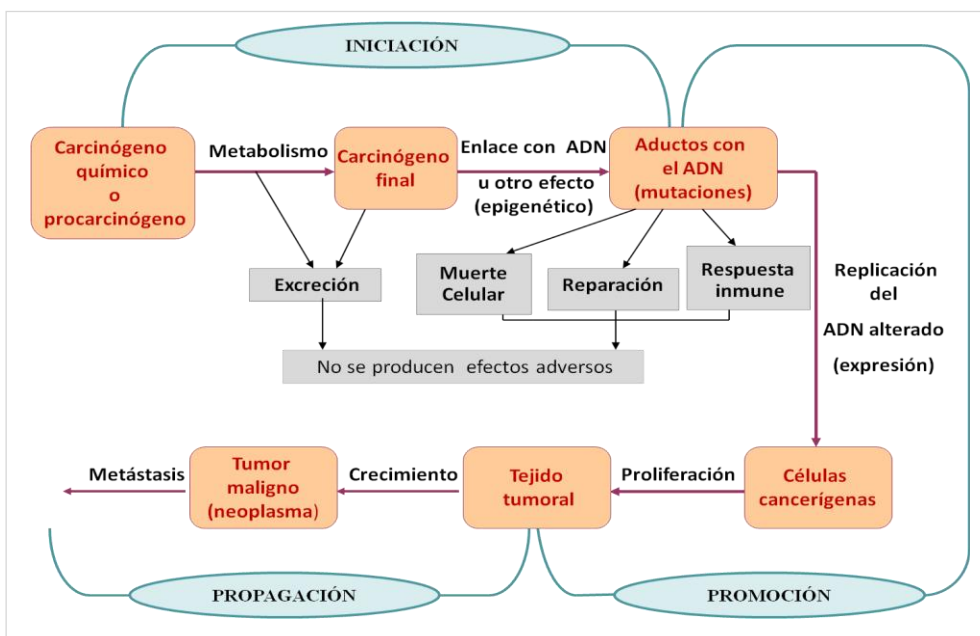 INICIACIÓN
Carcinógeno
químico
o
procarcinógeno
Metabolismo
Carcinógeno
final
Enlace con ADN
u otro efecto
(epigenético)
Aductos con
el ADN
(mutaciones)
Excreción
Muerte
Celular
Reparación
Respuesta
inmune
Replicación
del
ADN alterado
(expresión)
No se producen efectos adversos
Metástasis
Tumor
maligno
(neoplasma)
Crecimiento
Tejido
tumoral
Proliferación
Células
cancerígenas
PROPAGACIÓN
PROMOCIÓN